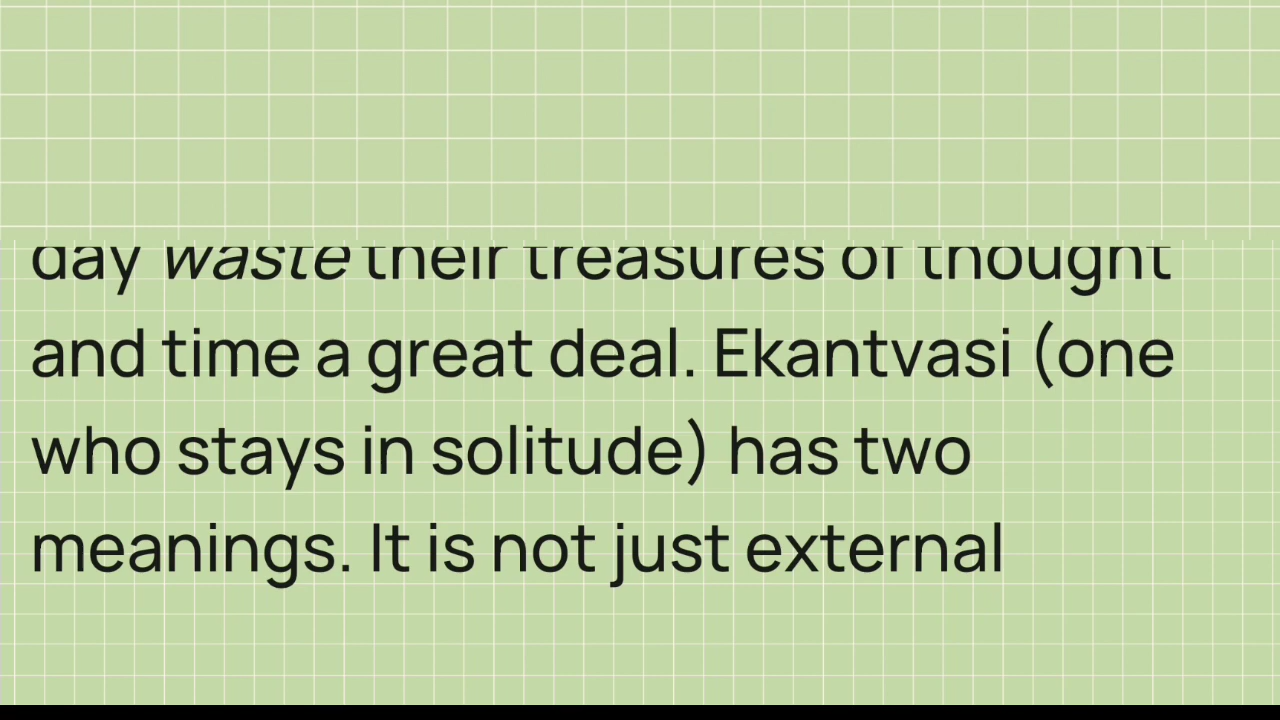 day waste their treasures of thought
and time a great deal. Ekantvasi (one
who stays in solitude) has two
meanings. It is not just external